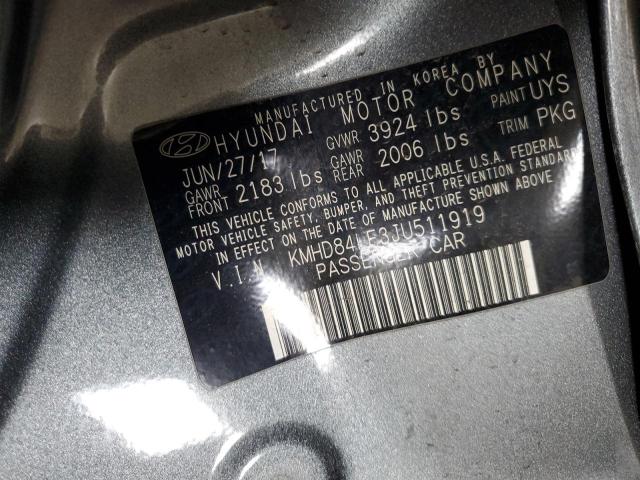 MANUFACTURED IN KOREA BY
HYUNDAI MOTOR COMPANY
JUN/27/17 GVWR 3924 lbs PAINT UYS
GAWR FRONT 2183 lbs GAWR REAR 2006 lbs TRIM PKG
THIS VEHICLE CONFORMS TO ALL APPLICABLE U.S.A. FEDERAL
MOTOR VEHICLE SAFETY, BUMPER, AND THEFT PREVENTION STANDARDS
IN EFFECT ON THE DATE OF MANUFACTURE SHOWN ABOVE
V.I.N KMHD84LF3JU511919
PASSENGER CAR